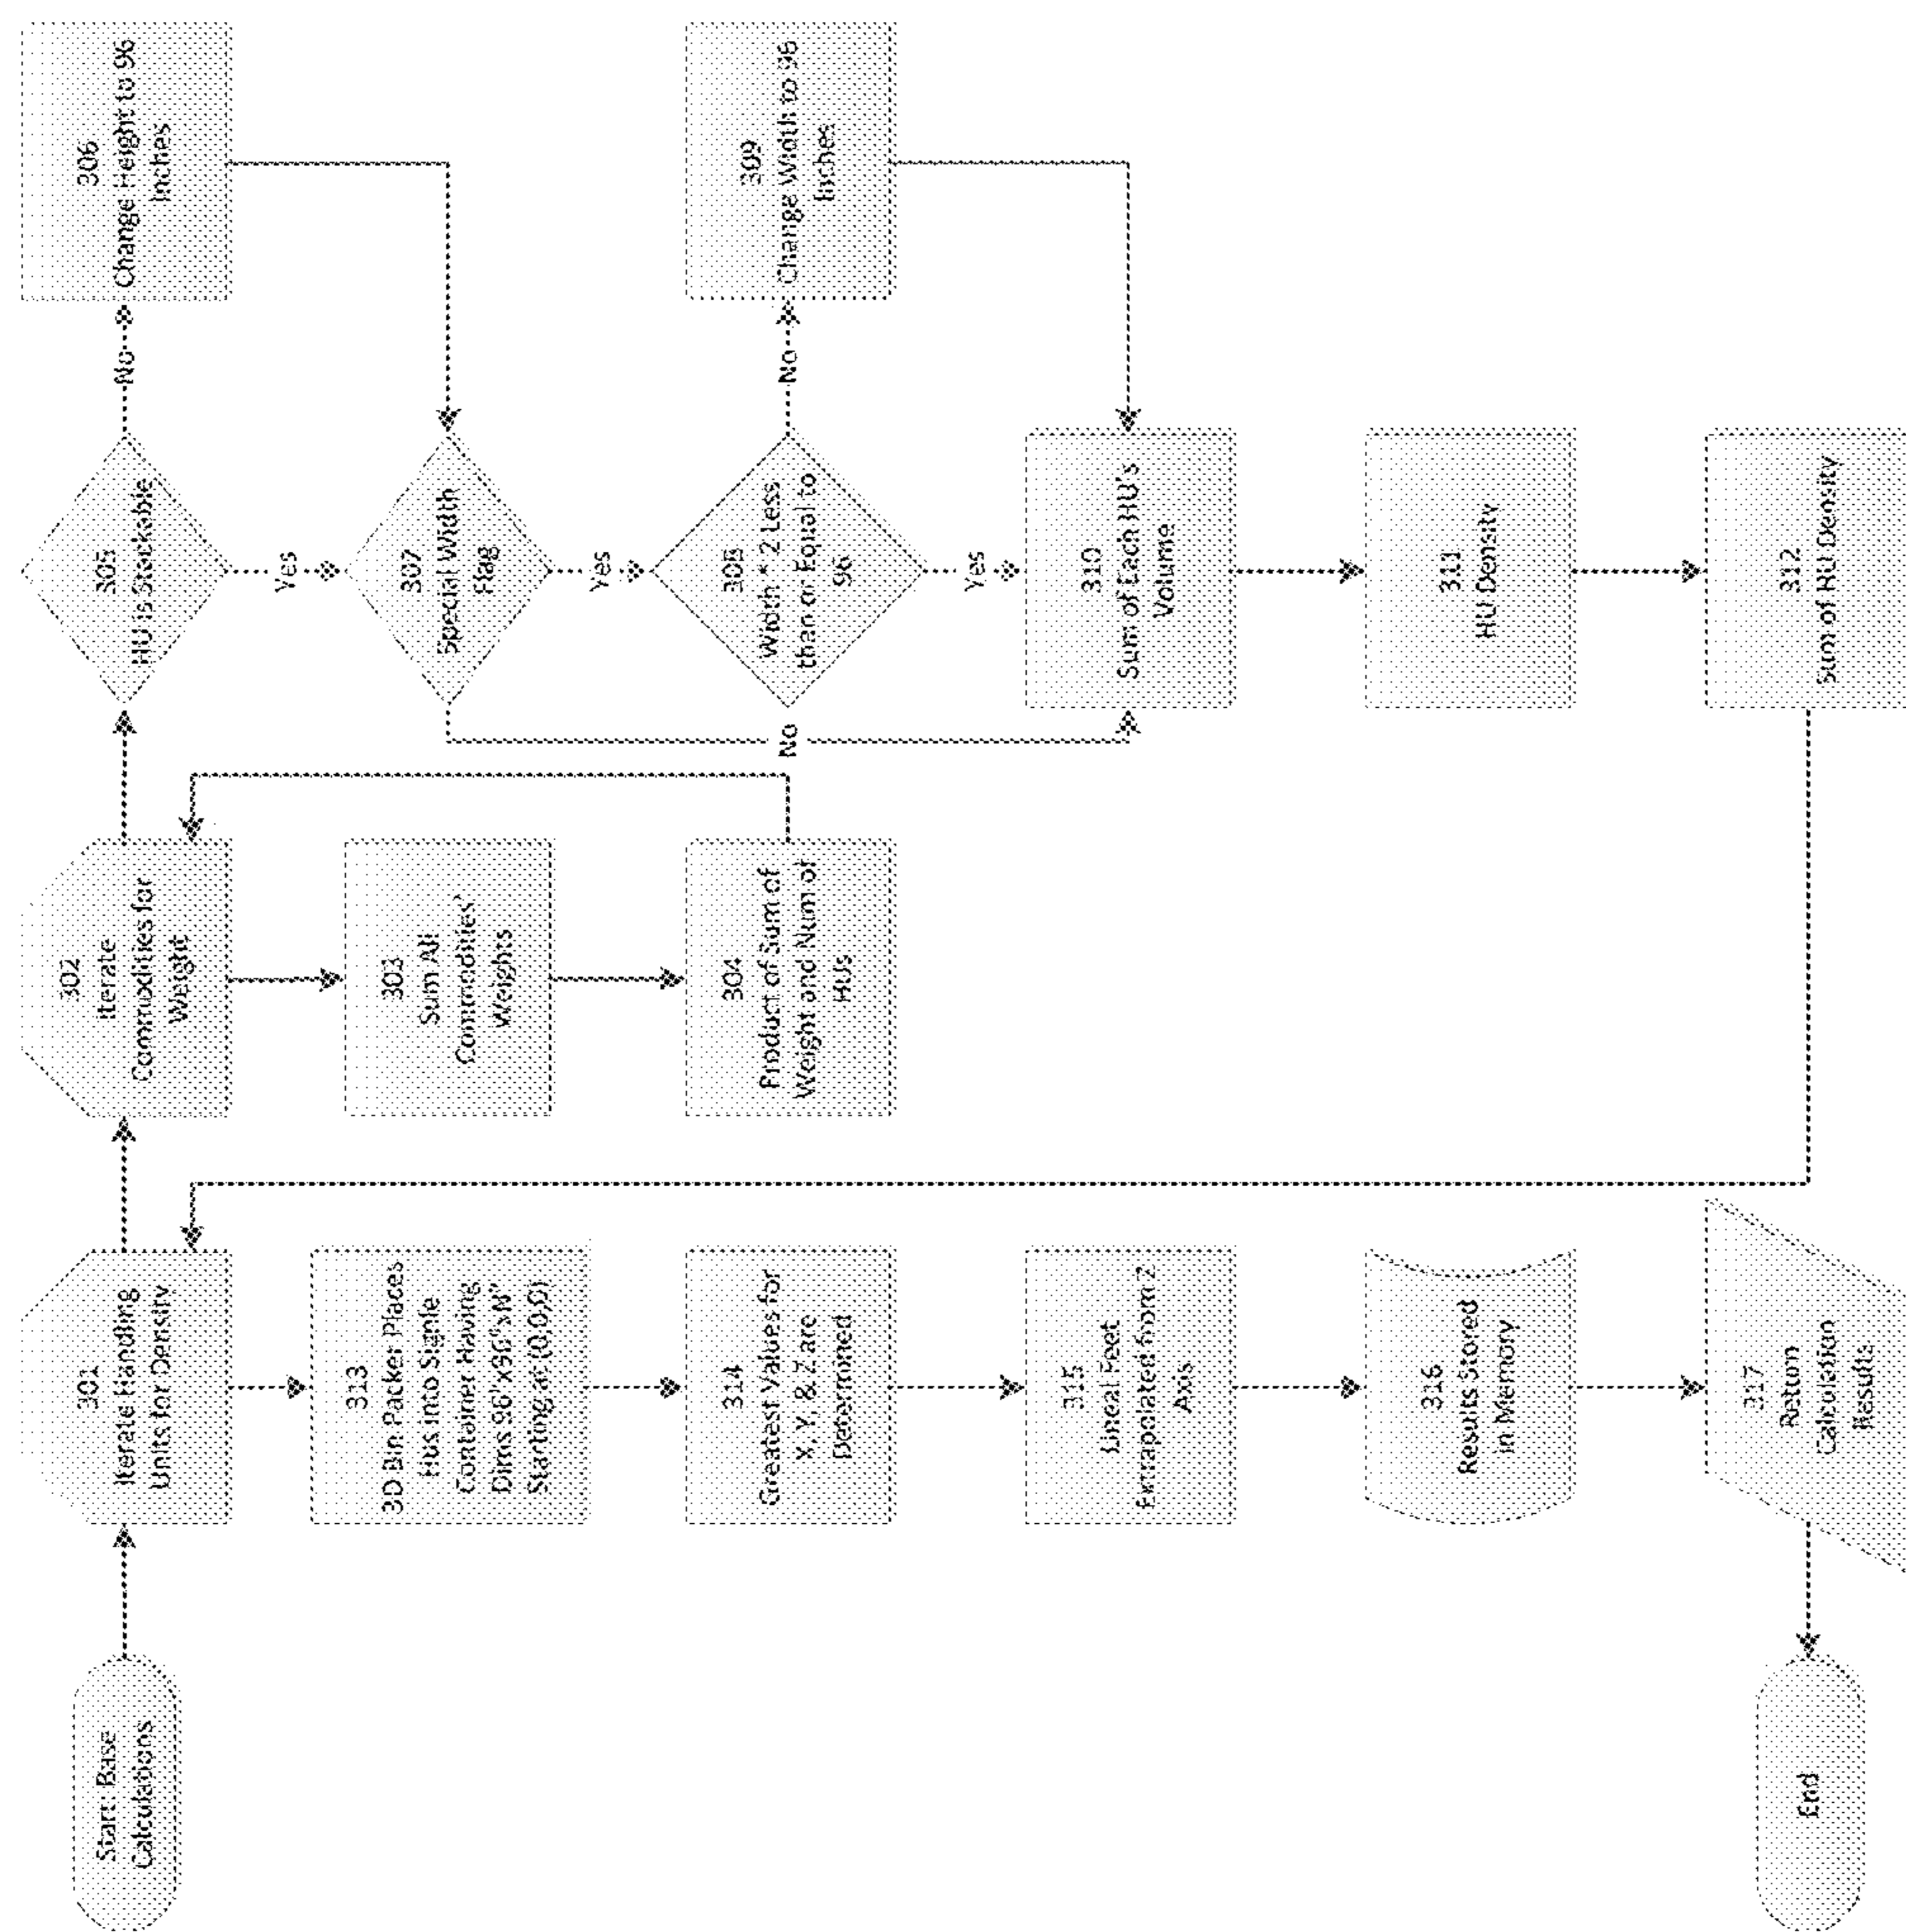 Start: Base
Calculations
301
Iterate Handling
Units for Density
302
Iterate
Commodities for
Weight
305
HU is Stackable
No
306
Change Height to 96
Inches
Yes
313
3D Bin Packer Places
Hus into Signle
Container Having
Dims 96"x96"xN"
Starting at (0,0,0)
303
Sum All
Commodities'
Weights
307
Special Width
Flag
Yes
314
Greatest Values for
X, Y, & Z are
Determined
304
Product of Sum of
Weight and Num of
HUs
No
308
Width * 2 Less
than or Equal to
96
No
309
Change Width to 96
Inches
Yes
315
Lineal Feet
Extrapolated from Z
Axis
310
Sum of Each HU's
Volume
316
Results Stored
in Memory
311
HU Density
End
317
Return
Calculation
Results
312
Sum of HU Density